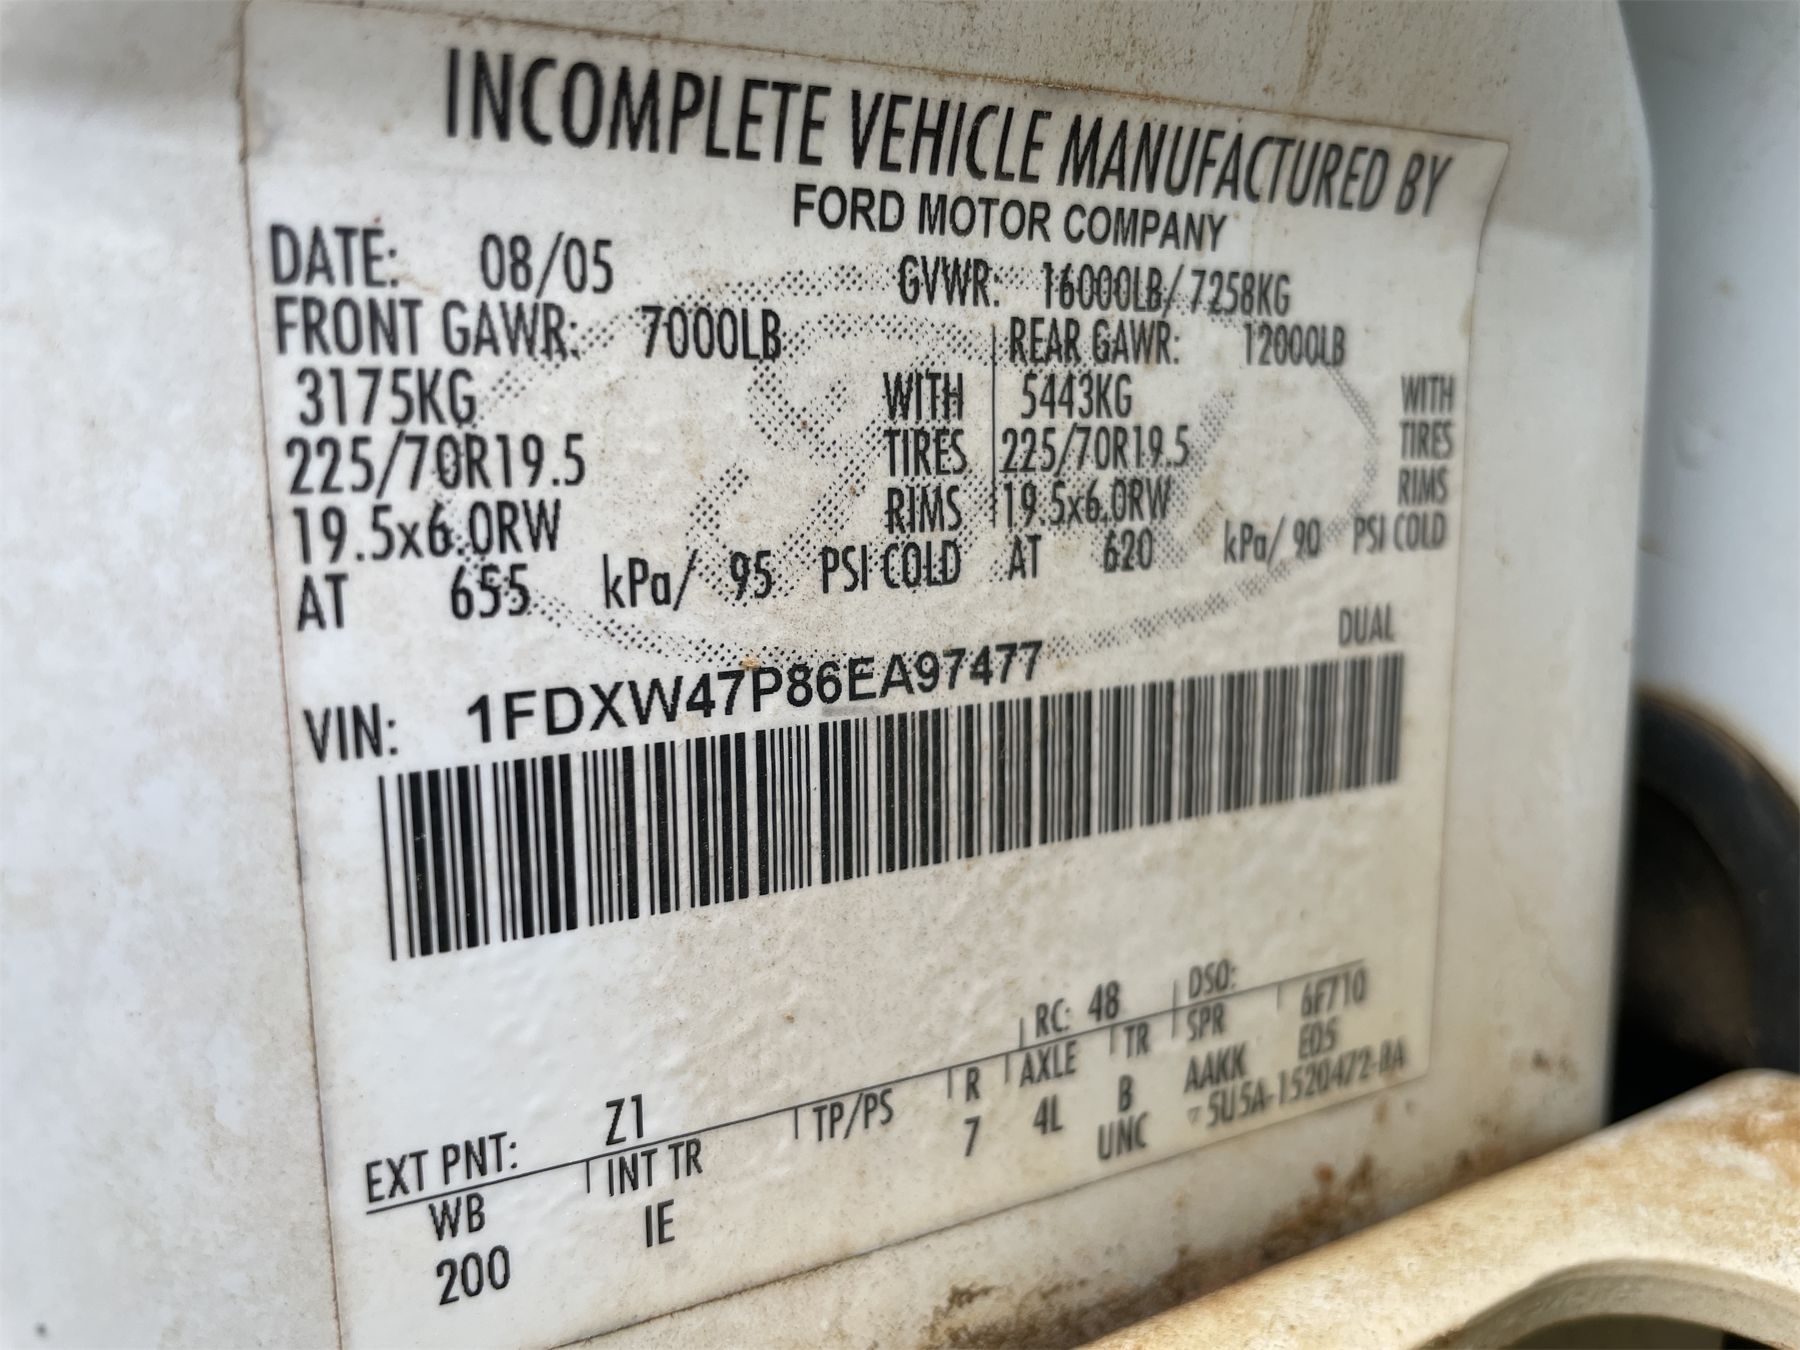 INCOMPLETE VEHICLE MANUFACTURED BY
FORD MOTOR COMPANY
DATE: 08/05 GVWR: 16000LB/7258KG
FRONT GAWR: 7000LB REAR GAWR: 12000LB
3175KG WITH 5443KG WITH
225/70R19.5 TIRES 225/70R19.5 TIRES
19.5x6.0RW RIMS 19.5x6.0RW RIMS
AT 655 kPa/ 95 PSI COLD AT 620 kPa/ 90 PSI COLD
DUAL
VIN: 1FDXW47P86EA97477
EXT PNT: Z1 RC: 48 DSO: 6F710
WB INT TR TP/PS R AXLE TR SPR E05
200 IE 7 4L B AAKK
UNC 5U5A-1520472-BA